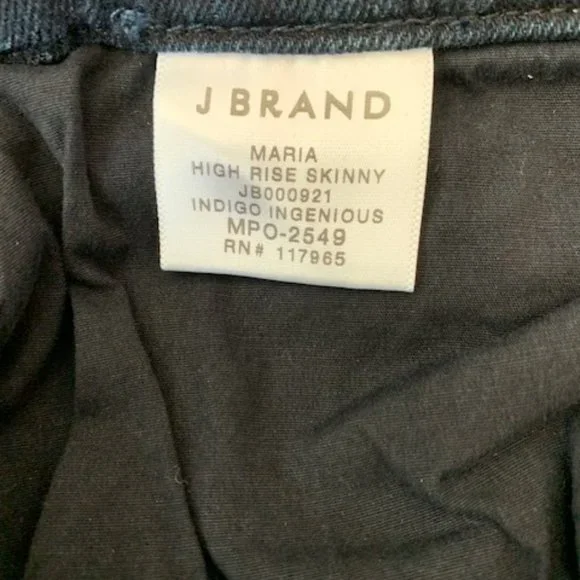 J BRAND
MARIA
HIGH RISE SKINNY
JB000921
INDIGO INGENIOUS
MPO-2549
RN# 117965